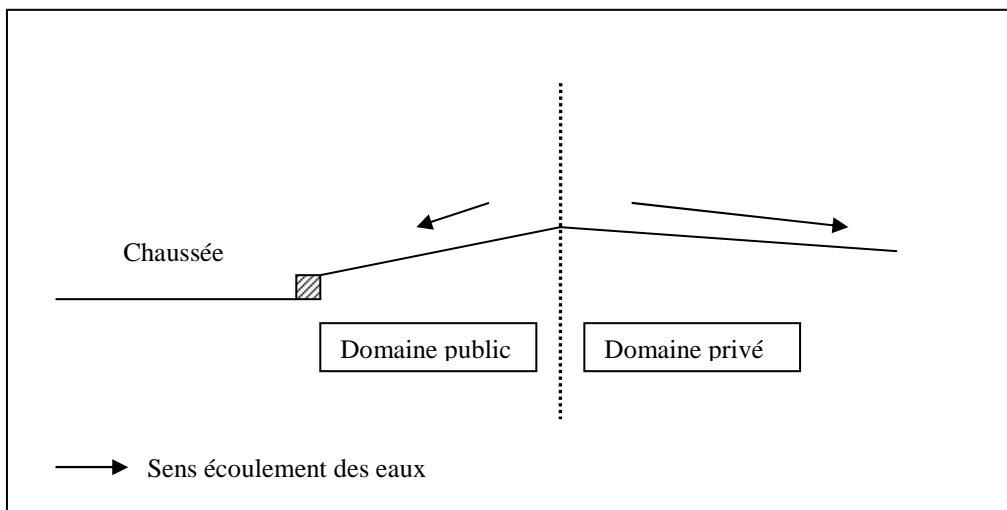 Chaussée
Domaine public
Domaine privé
Sens écoulement des eaux